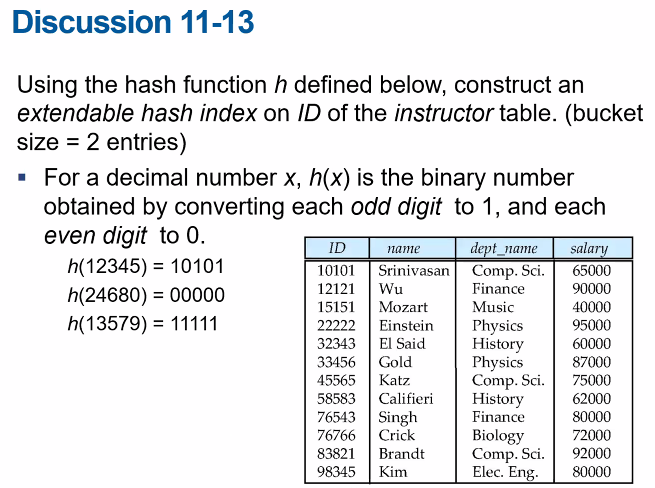 Discussion 11-13
Using the hash function h defined below, construct an
extendable hash index on ID of the instructor table. (bucket
size = 2 entries)
▪ For a decimal number x, h(x) is the binary number
obtained by converting each odd digit to 1, and each
even digit to 0.
h(12345) = 10101
h(24680) = 00000
h(13579) = 11111
ID name dept_name salary
10101 Srinivasan Comp. Sci. 65000
12121 Wu Finance 90000
15151 Mozart Music 40000
22222 Einstein Physics 95000
32343 El Said History 60000
33456 Gold Physics 87000
45565 Katz Comp. Sci. 75000
58583 Califieri History 62000
76543 Singh Finance 80000
76766 Crick Biology 72000
83821 Brandt Comp. Sci. 92000
98345 Kim Elec. Eng. 80000